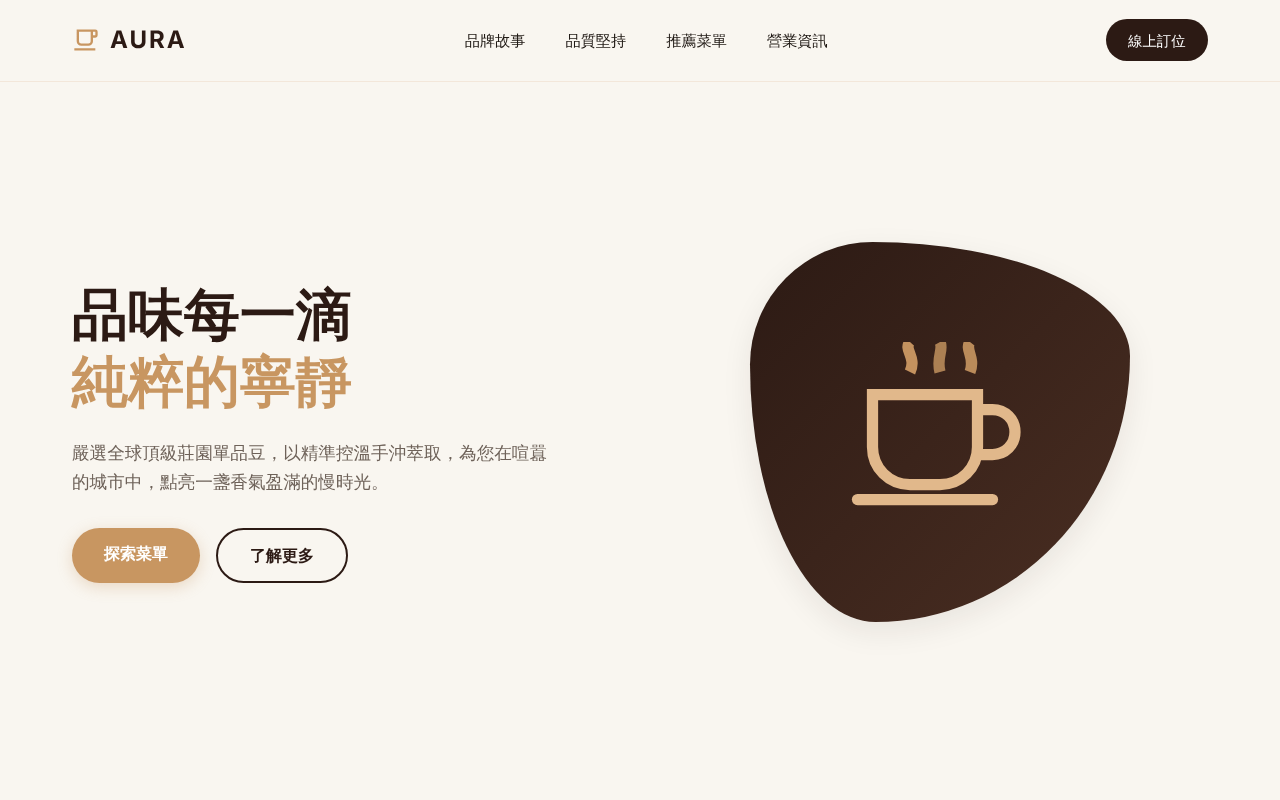 AURA
品牌故事
品質堅持
推薦菜單
營業資訊
線上訂位
品味每一滴
純粹的寧靜
嚴選全球頂級莊園單品豆，以精準控溫手沖萃取，為您在喧囂
的城市中，點亮一盞香氣盈滿的慢時光。
探索菜單
了解更多